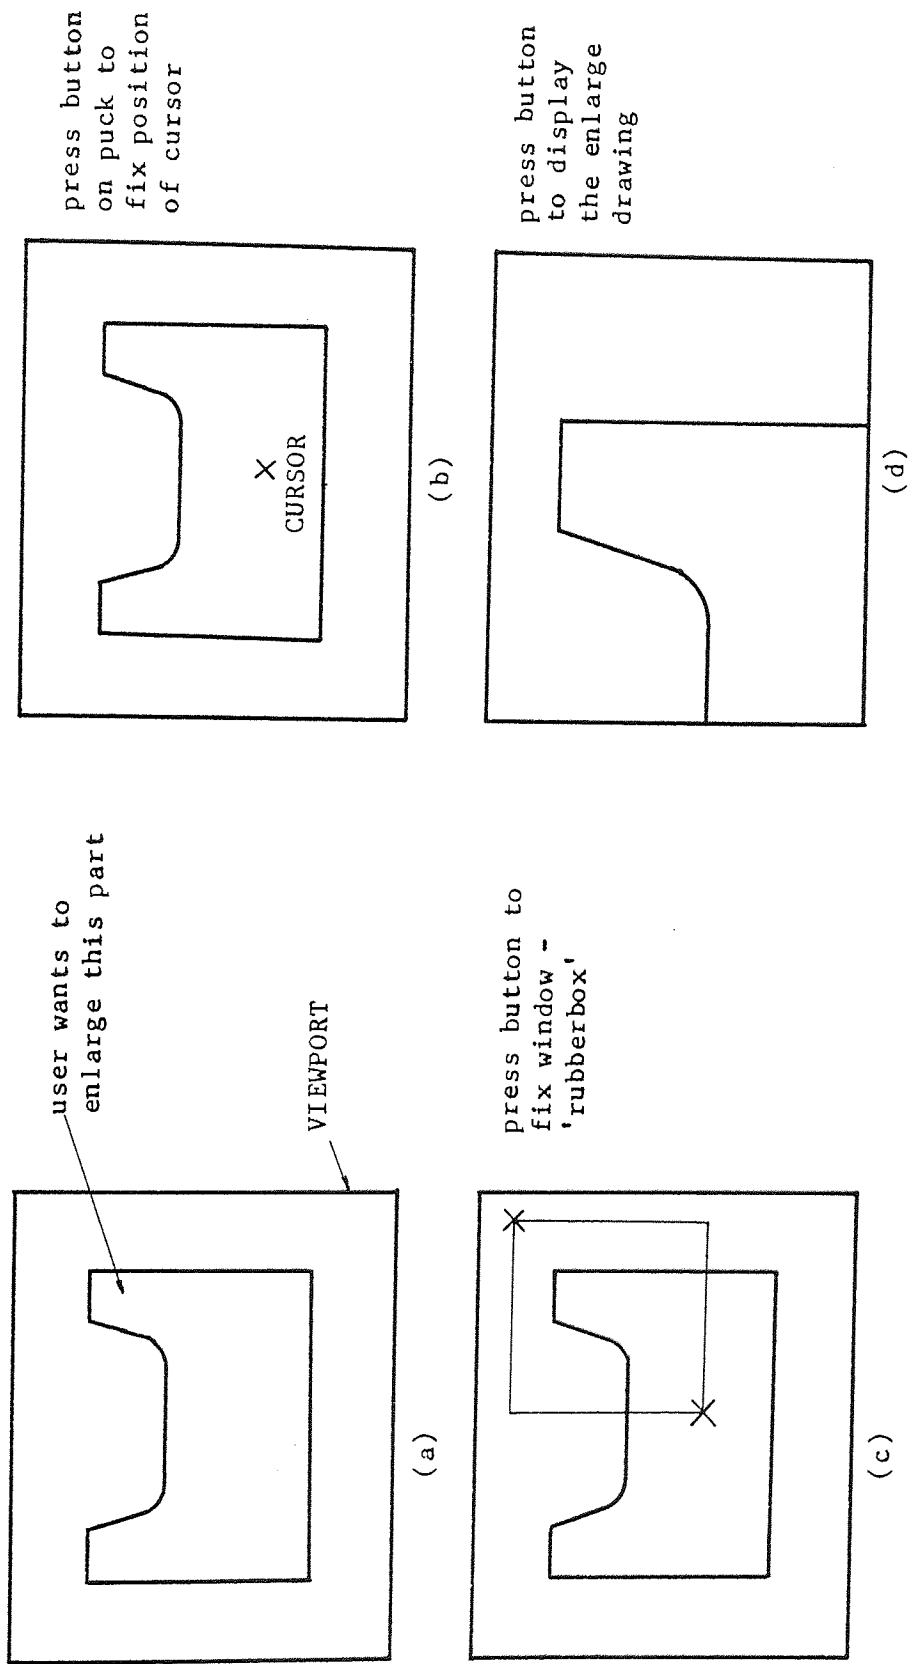 user wants to
enlarge this part
VIEWPORT
(a)
press button
on puck to
fix position
of cursor
CURSOR
(b)
press button to
fix window -
'rubberbox'
(c)
press button
to display
the enlarge
drawing
(d)